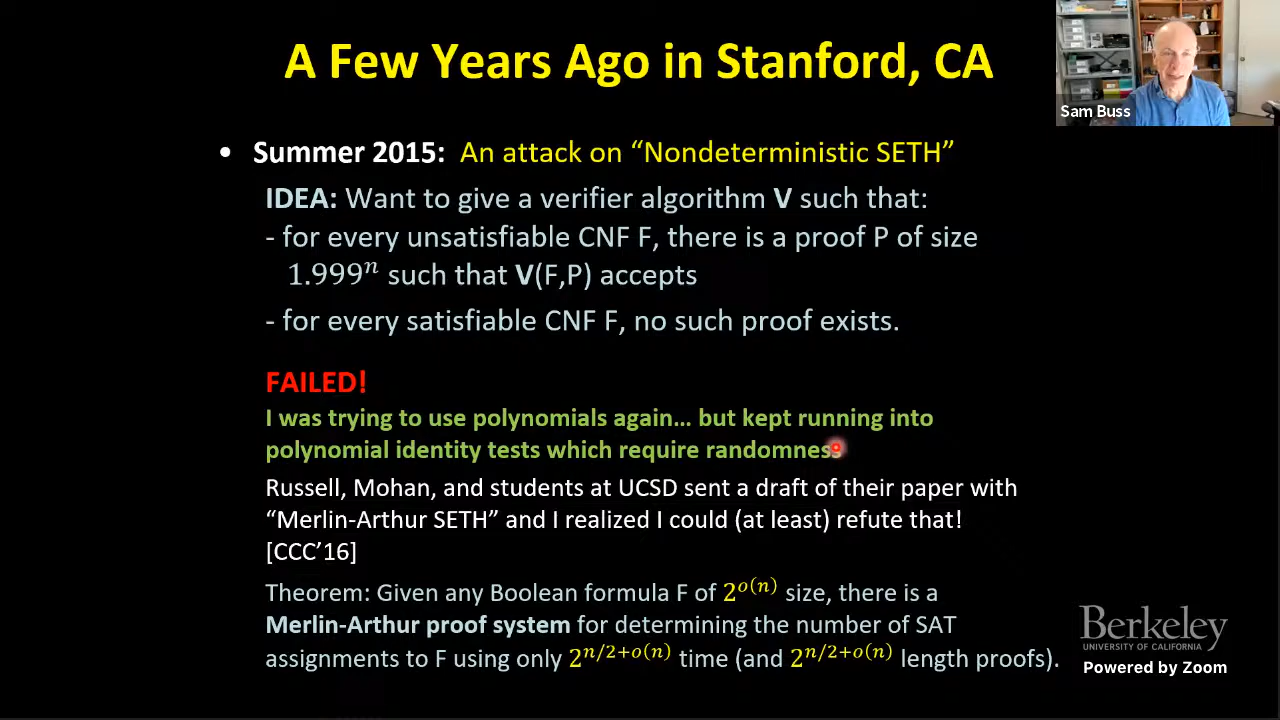 A Few Years Ago in Stanford, CA
Sam Buss
• Summer 2015: An attack on “Nondeterministic SETH”
IDEA: Want to give a verifier algorithm V such that:
- for every unsatisfiable CNF F, there is a proof P of size
1.999ⁿ such that V(F,P) accepts
- for every satisfiable CNF F, no such proof exists.
FAILED!
I was trying to use polynomials again... but kept running into
polynomial identity tests which require randomness
Russell, Mohan, and students at UCSD sent a draft of their paper with
“Merlin-Arthur SETH” and I realized I could (at least) refute that!
[CCC’16]
Theorem: Given any Boolean formula F of 2^{o(n)} size, there is a
Merlin-Arthur proof system for determining the number of SAT
assignments to F using only 2^{n/2+o(n)} time (and 2^{n/2+o(n)} length proofs).
Berkeley
UNIVERSITY OF CALIFORNIA
Powered by Zoom